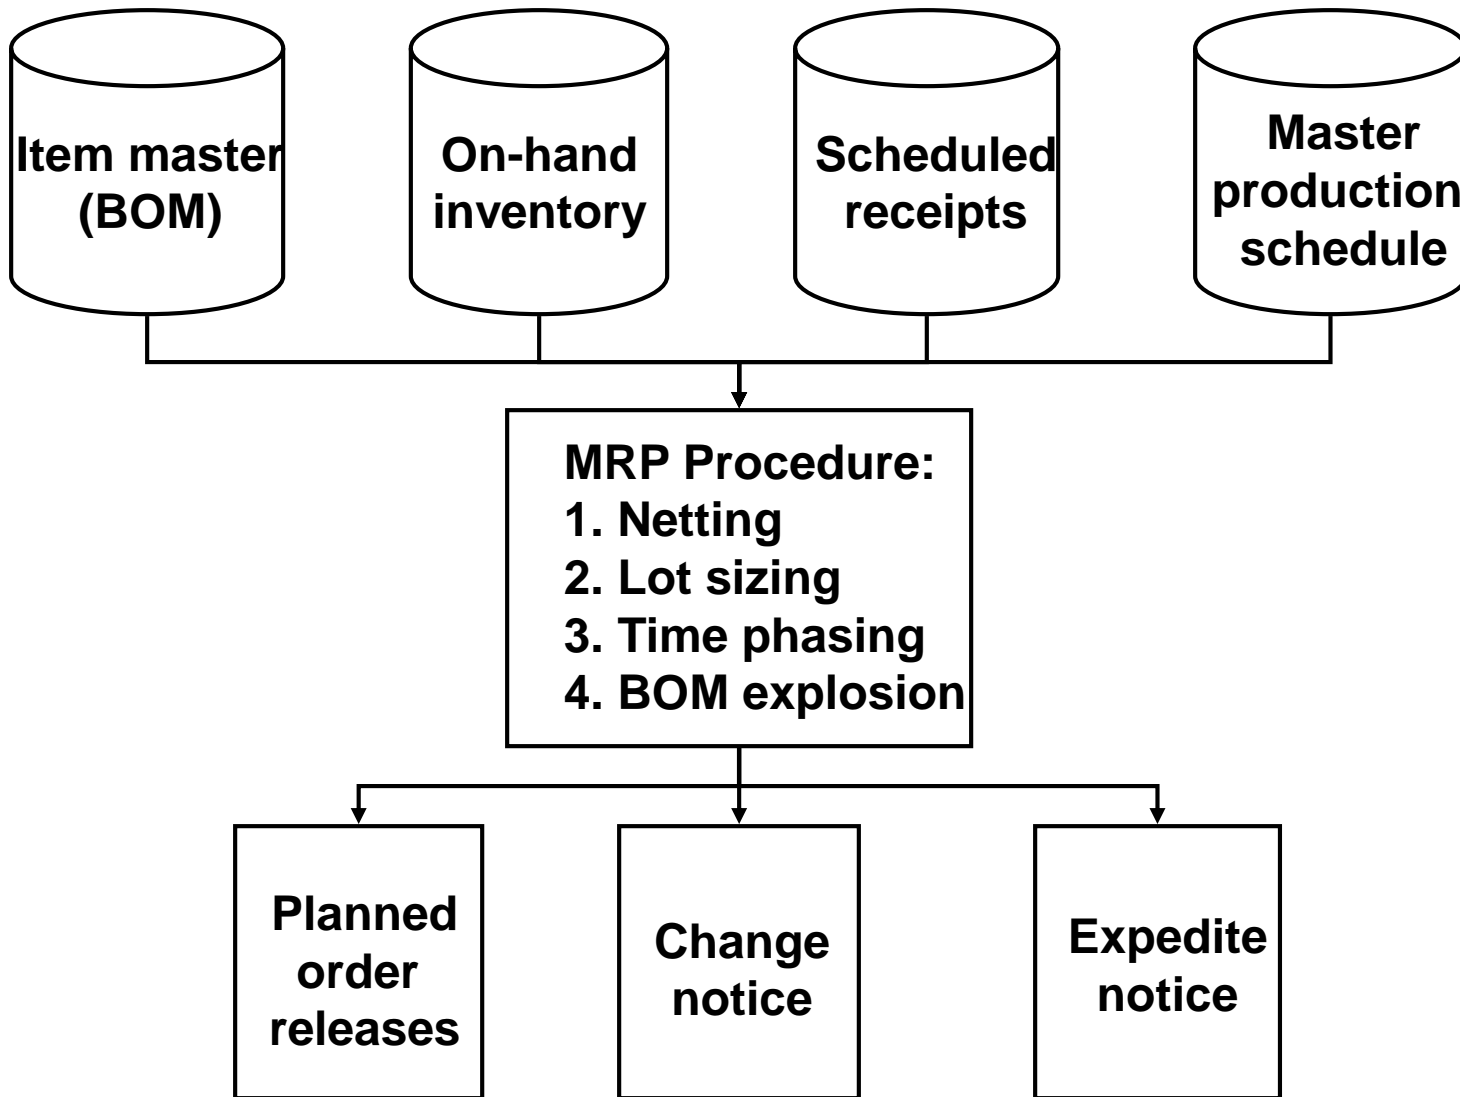 Item master
(BOM)
On-hand
inventory
Scheduled
receipts
Master
production
schedule
MRP Procedure:
1. Netting
2. Lot sizing
3. Time phasing
4. BOM explosion
Planned
order
releases
Change
notice
Expedite
notice